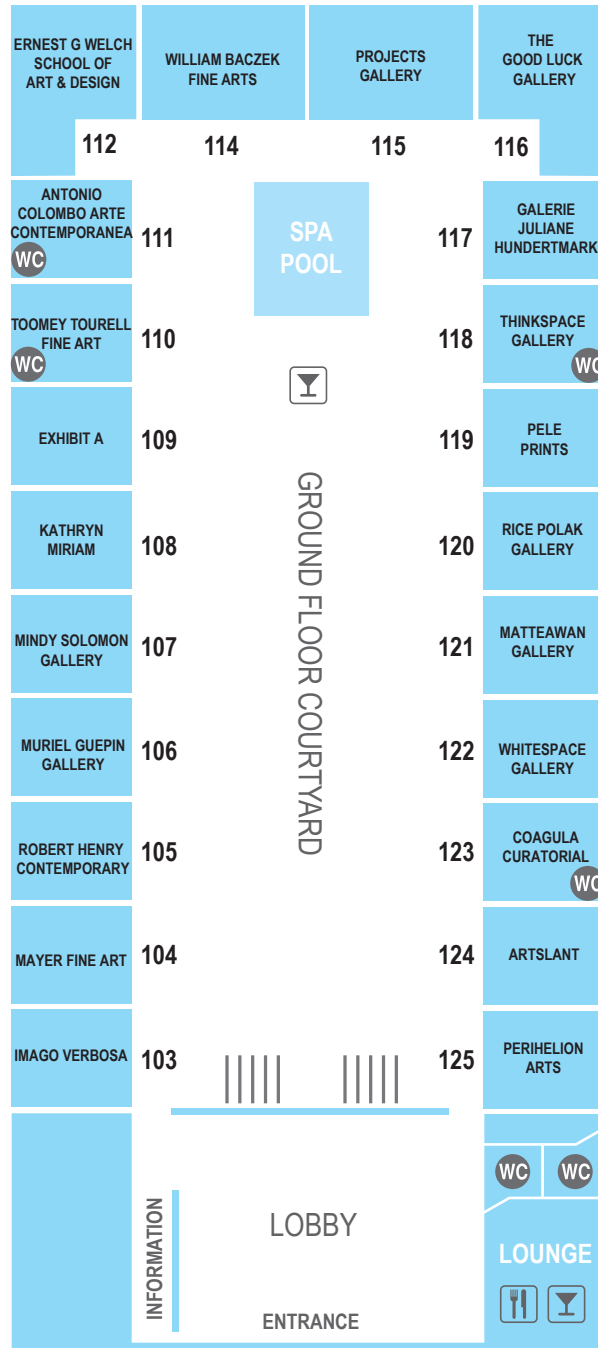 ERNEST G WELCH
SCHOOL OF
ART & DESIGN
WILLIAM BACZEK
FINE ARTS
PROJECTS
GALLERY
THE
GOOD LUCK
GALLERY
112
114
115
116
ANTONIO
COLOMBO ARTE
CONTEMPORANEA
WC
111
SPA
POOL
117
GALERIE
JULIANE
HUNDERTMARK
TOOMEY TOURELL
FINE ART
WC
110
118
THINKSPACE
GALLERY
WC
EXHIBIT A
109
119
PELE
PRINTS
KATHRYN
MIRIAM
108
GROUND FLOOR COURTYARD
120
RICE POLAK
GALLERY
MINDY SOLOMON
GALLERY
107
121
MATTEAWAN
GALLERY
MURIEL GUEPIN
GALLERY
106
122
WHITESPACE
GALLERY
ROBERT HENRY
CONTEMPORARY
105
123
COAGULA
CURATORIAL
WC
MAYER FINE ART
104
124
ARTSLANT
IMAGO VERBOSA
103
125
PERIHELION
ARTS
WC
WC
INFORMATION
LOBBY
LOUNGE
ENTRANCE